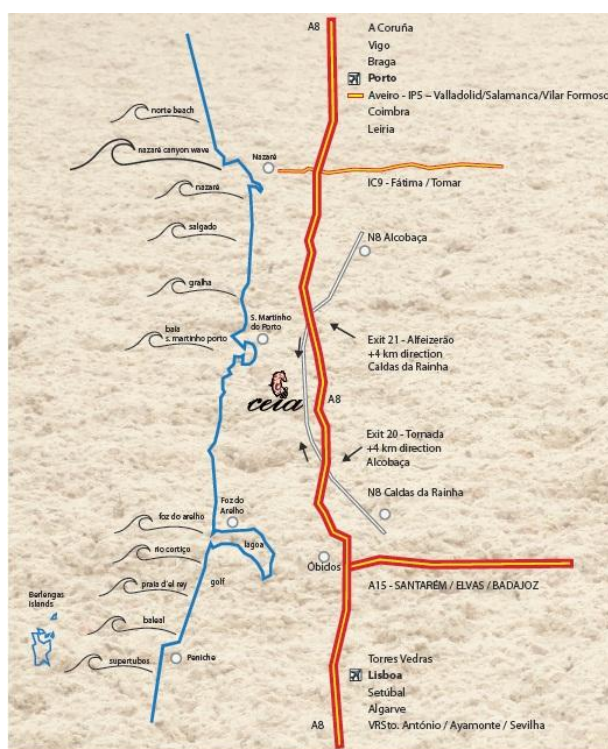 A8
A Coruña
Vigo
Braga
Porto
Aveiro - IP5 – Valladolid/Salamanca/Vilar Formoso
Coimbra
Leiria
norte beach
nazaré canyon wave
Nazaré
IC9 - Fátima / Tomar
nazaré
salgado
N8 Alcobaça
gralha
S. Martinho
do Porto
baía
s. martinho porto
Exit 21 - Alfeizerão
+4 km direction
Caldas da Rainha
ceia
A8
Exit 20 - Tornada
+4 km direction
Alcobaça
N8 Caldas da Rainha
Foz do
Arelho
foz do arelho
lagoa
rio cortiço
Óbidos
praia d'el rey
golf
A15 - SANTARÉM / ELVAS / BADAJOZ
Berlengas
Islands
baleal
supertubos
Peniche
Torres Vedras
Lisboa
Setúbal
Algarve
A8
VRSto. António / Ayamonte / Sevilha